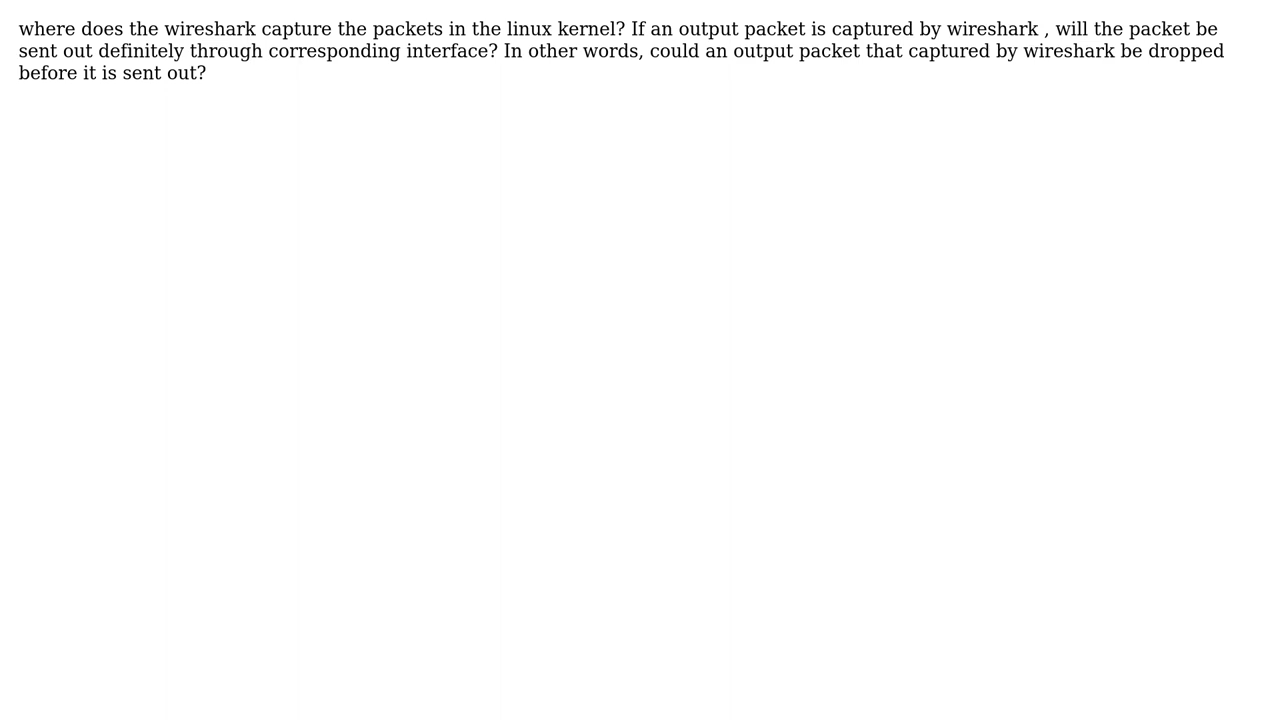 where does the wireshark capture the packets in the linux kernel? If an output packet is captured by wireshark , will the packet be
sent out definitely through corresponding interface? In other words, could an output packet that captured by wireshark be dropped
before it is sent out?